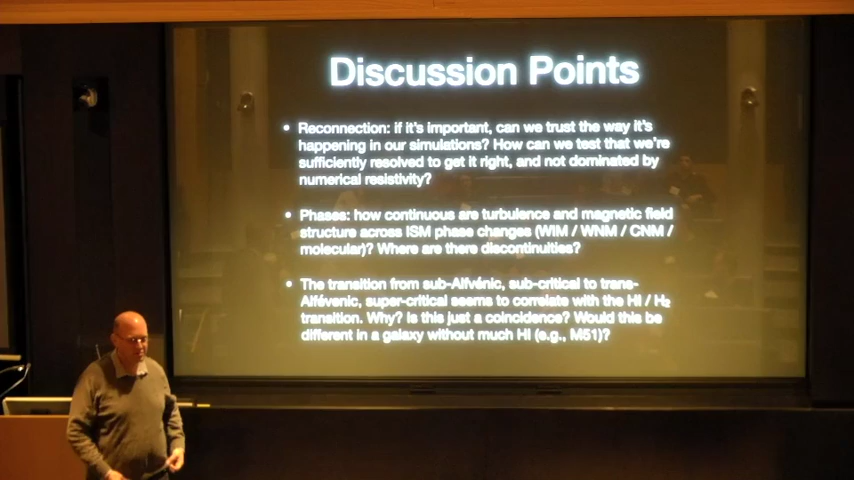 Discussion Points
• Reconnection: if it's important, can we trust the way it's
happening in our simulations? How can we test that we're
sufficiently resolved to get it right, and not dominated by
numerical resistivity?
• Phases: how continuous are turbulence and magnetic field
structure across ISM phase changes (WIM / WNM / CNM /
molecular)? Where are there discontinuities?
• The transition from sub-Alfvénic, sub-critical to trans-
Alfévenic, super-critical seems to correlate with the HI / H₂
transition. Why? Is this just a coincidence? Would this be
different in a galaxy without much HI (e.g., M51)?